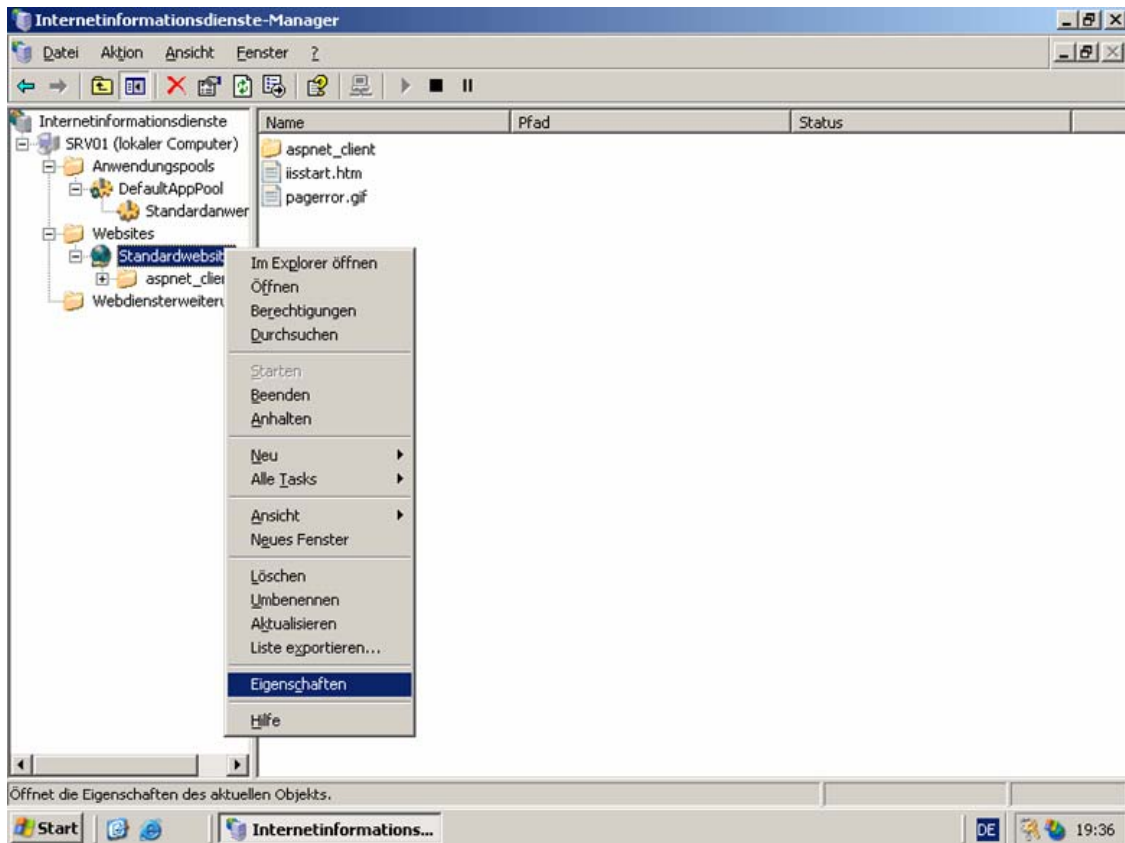 Internetinformationsdienste-Manager
Datei Aktion Ansicht Fenster ?
Internetinformationsdienste
SRV01 (lokaler Computer)
Anwendungspools
DefaultAppPool
Standardanwer
Websites
Standardwebsit
aspnet_clier
Webdiensterweiteru
Name Pfad Status
aspnet_client
iisstart.htm
pagerror.gif
Im Explorer öffnen
Öffnen
Berechtigungen
Durchsuchen
Starten
Beenden
Anhalten
Neu
Alle Tasks
Ansicht
Neues Fenster
Löschen
Umbenennen
Aktualisieren
Liste exportieren...
Eigenschaften
Hilfe
Öffnet die Eigenschaften des aktuellen Objekts.
Start Internetinformations... DE 19:36